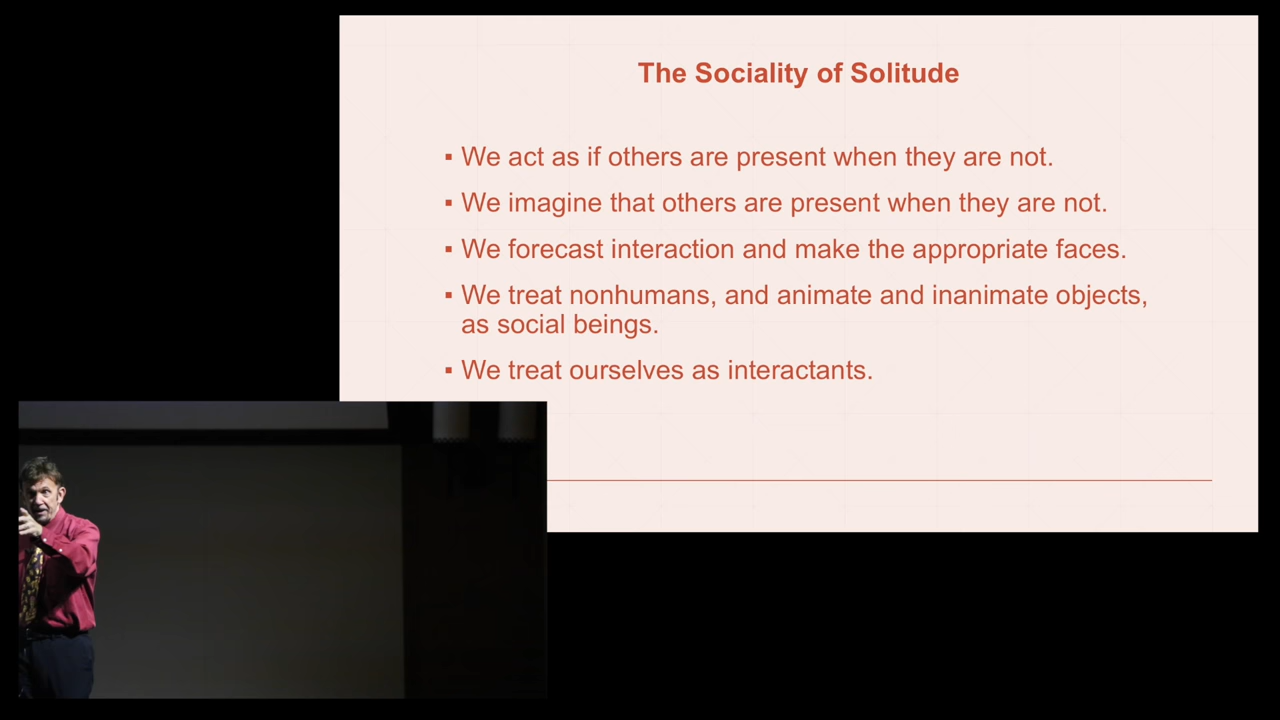 The Sociality of Solitude
▪ We act as if others are present when they are not.
▪ We imagine that others are present when they are not.
▪ We forecast interaction and make the appropriate faces.
▪ We treat nonhumans, and animate and inanimate objects,
as social beings.
▪ We treat ourselves as interactants.